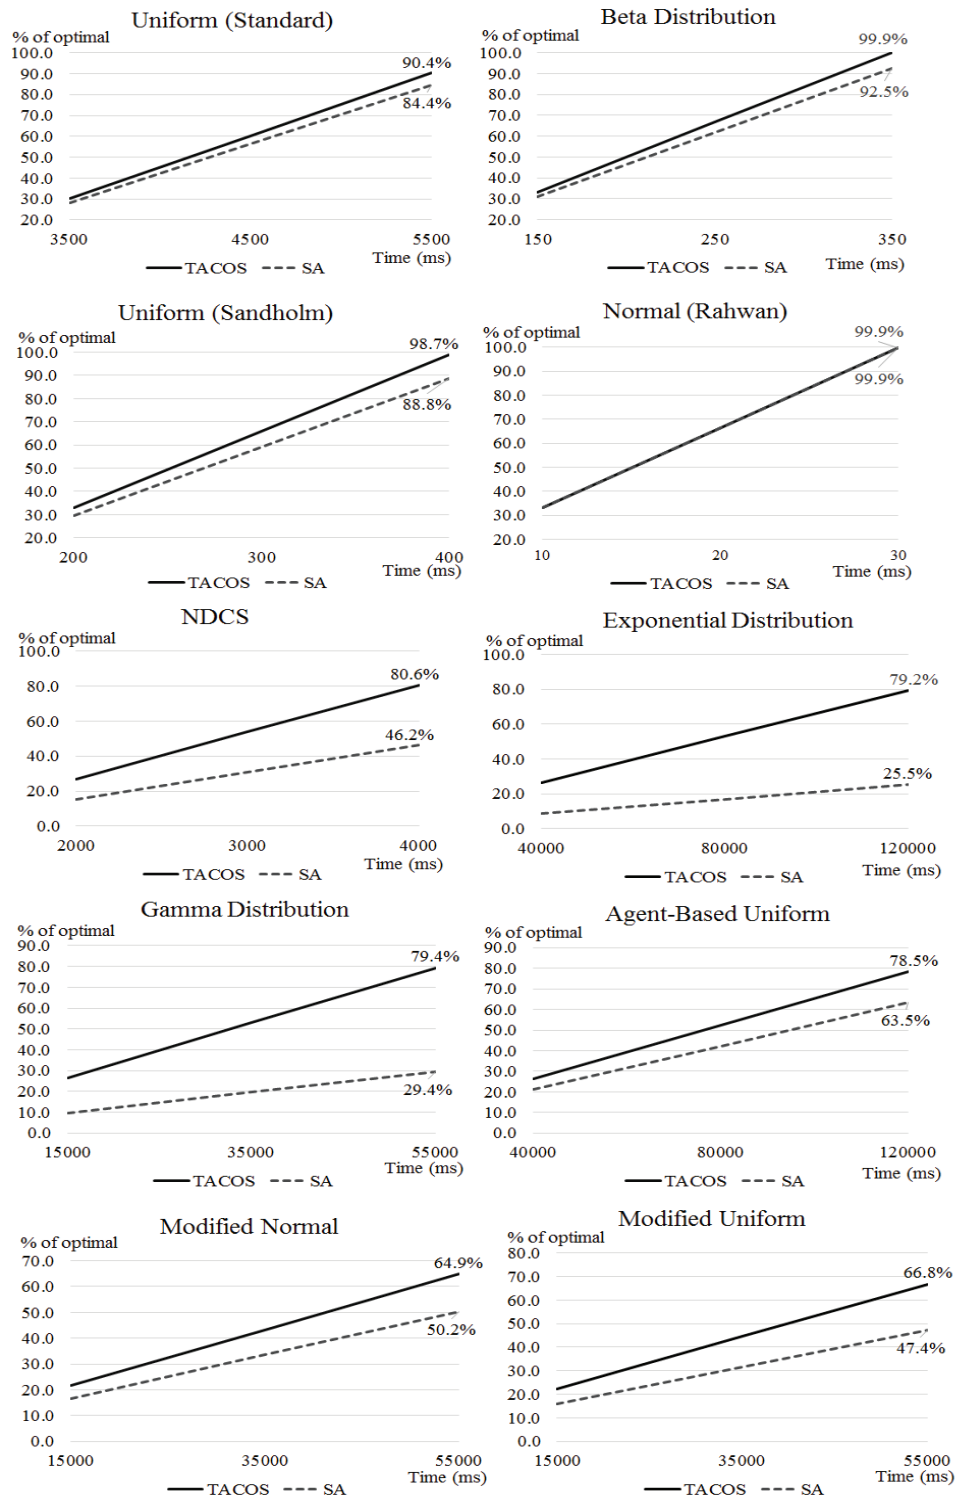 Uniform (Standard)
% of optimal
100.0
90.0
80.0
70.0
60.0
50.0
40.0
30.0
20.0
90.4%
84.4%
3500 4500 5500
Time (ms)
TACOS SA
Beta Distribution
% of optimal
100.0
90.0
80.0
70.0
60.0
50.0
40.0
30.0
20.0
99.9%
92.5%
150 250 350
Time (ms)
TACOS SA
Uniform (Sandholm)
% of optimal
100.0
90.0
80.0
70.0
60.0
50.0
40.0
30.0
20.0
98.7%
88.8%
200 300 400
Time (ms)
TACOS SA
Normal (Rahwan)
% of optimal
100.0
90.0
80.0
70.0
60.0
50.0
40.0
30.0
20.0
99.9%
99.9%
10 20 30
Time (ms)
TACOS SA
NDCS
% of optimal
100.0
80.0
60.0
40.0
20.0
0.0
80.6%
46.2%
2000 3000 4000
Time (ms)
TACOS SA
Exponential Distribution
% of optimal
100.0
80.0
60.0
40.0
20.0
0.0
79.2%
25.5%
40000 80000 120000
Time (ms)
TACOS SA
Gamma Distribution
% of optimal
90.0
80.0
70.0
60.0
50.0
40.0
30.0
20.0
10.0
0.0
79.4%
29.4%
15000 35000 55000
Time (ms)
TACOS SA
Agent-Based Uniform
% of optimal
90.0
80.0
70.0
60.0
50.0
40.0
30.0
20.0
10.0
0.0
78.5%
63.5%
40000 80000 120000
Time (ms)
TACOS SA
Modified Normal
% of optimal
70.0
60.0
50.0
40.0
30.0
20.0
10.0
0.0
64.9%
50.2%
15000 35000 55000
Time (ms)
TACOS SA
Modified Uniform
% of optimal
80.0
70.0
60.0
50.0
40.0
30.0
20.0
10.0
0.0
66.8%
47.4%
15000 35000 55000
Time (ms)
TACOS SA